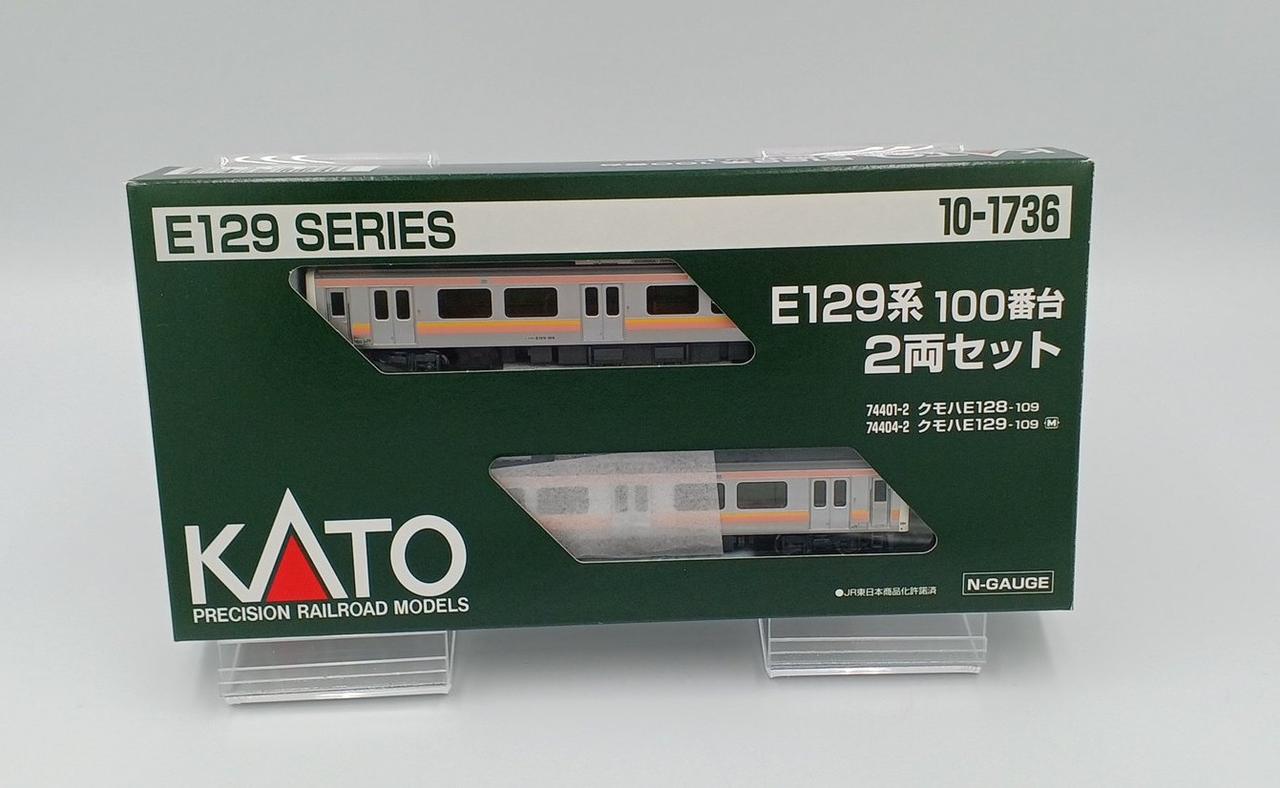 E129 SERIES
10-1736
E129系 100番台
2両セット
74401-2 クモハE128-109
74404-2 クモハE129-109 M
KATO
PRECISION RAILROAD MODELS
●JR東日本商品化許諾済
N-GAUGE